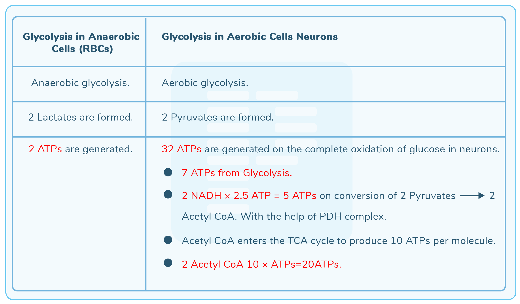 Glycolysis in Anaerobic
Cells (RBCs)
Glycolysis in Aerobic Cells Neurons
Anaerobic glycolysis.
Aerobic glycolysis.
2 Lactates are formed.
2 Pyruvates are formed.
2 ATPs are generated.
32 ATPs are generated on the complete oxidation of glucose in neurons.
● 7 ATPs from Glycolysis.
● 2 NADH × 2.5 ATP = 5 ATPs on conversion of 2 Pyruvates ⟶ 2
Acetyl CoA. With the help of PDH complex.
● Acetyl CoA enters the TCA cycle to produce 10 ATPs per molecule.
● 2 Acetyl CoA 10 × ATPs=20ATPs.